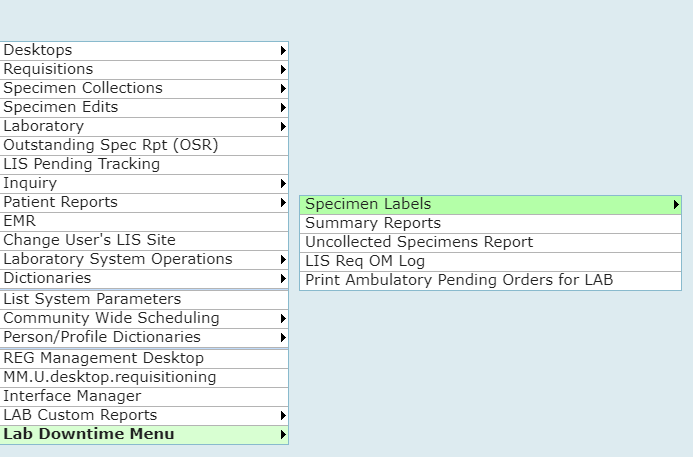 Desktops
Requisitions
Specimen Collections
Specimen Edits
Laboratory
Outstanding Spec Rpt (OSR)
LIS Pending Tracking
Inquiry
Patient Reports
EMR
Change User's LIS Site
Laboratory System Operations
Dictionaries
List System Parameters
Community Wide Scheduling
Person/Profile Dictionaries
REG Management Desktop
MM.U.desktop.requisitioning
Interface Manager
LAB Custom Reports
Lab Downtime Menu
Specimen Labels
Summary Reports
Uncollected Specimens Report
LIS Req OM Log
Print Ambulatory Pending Orders for LAB